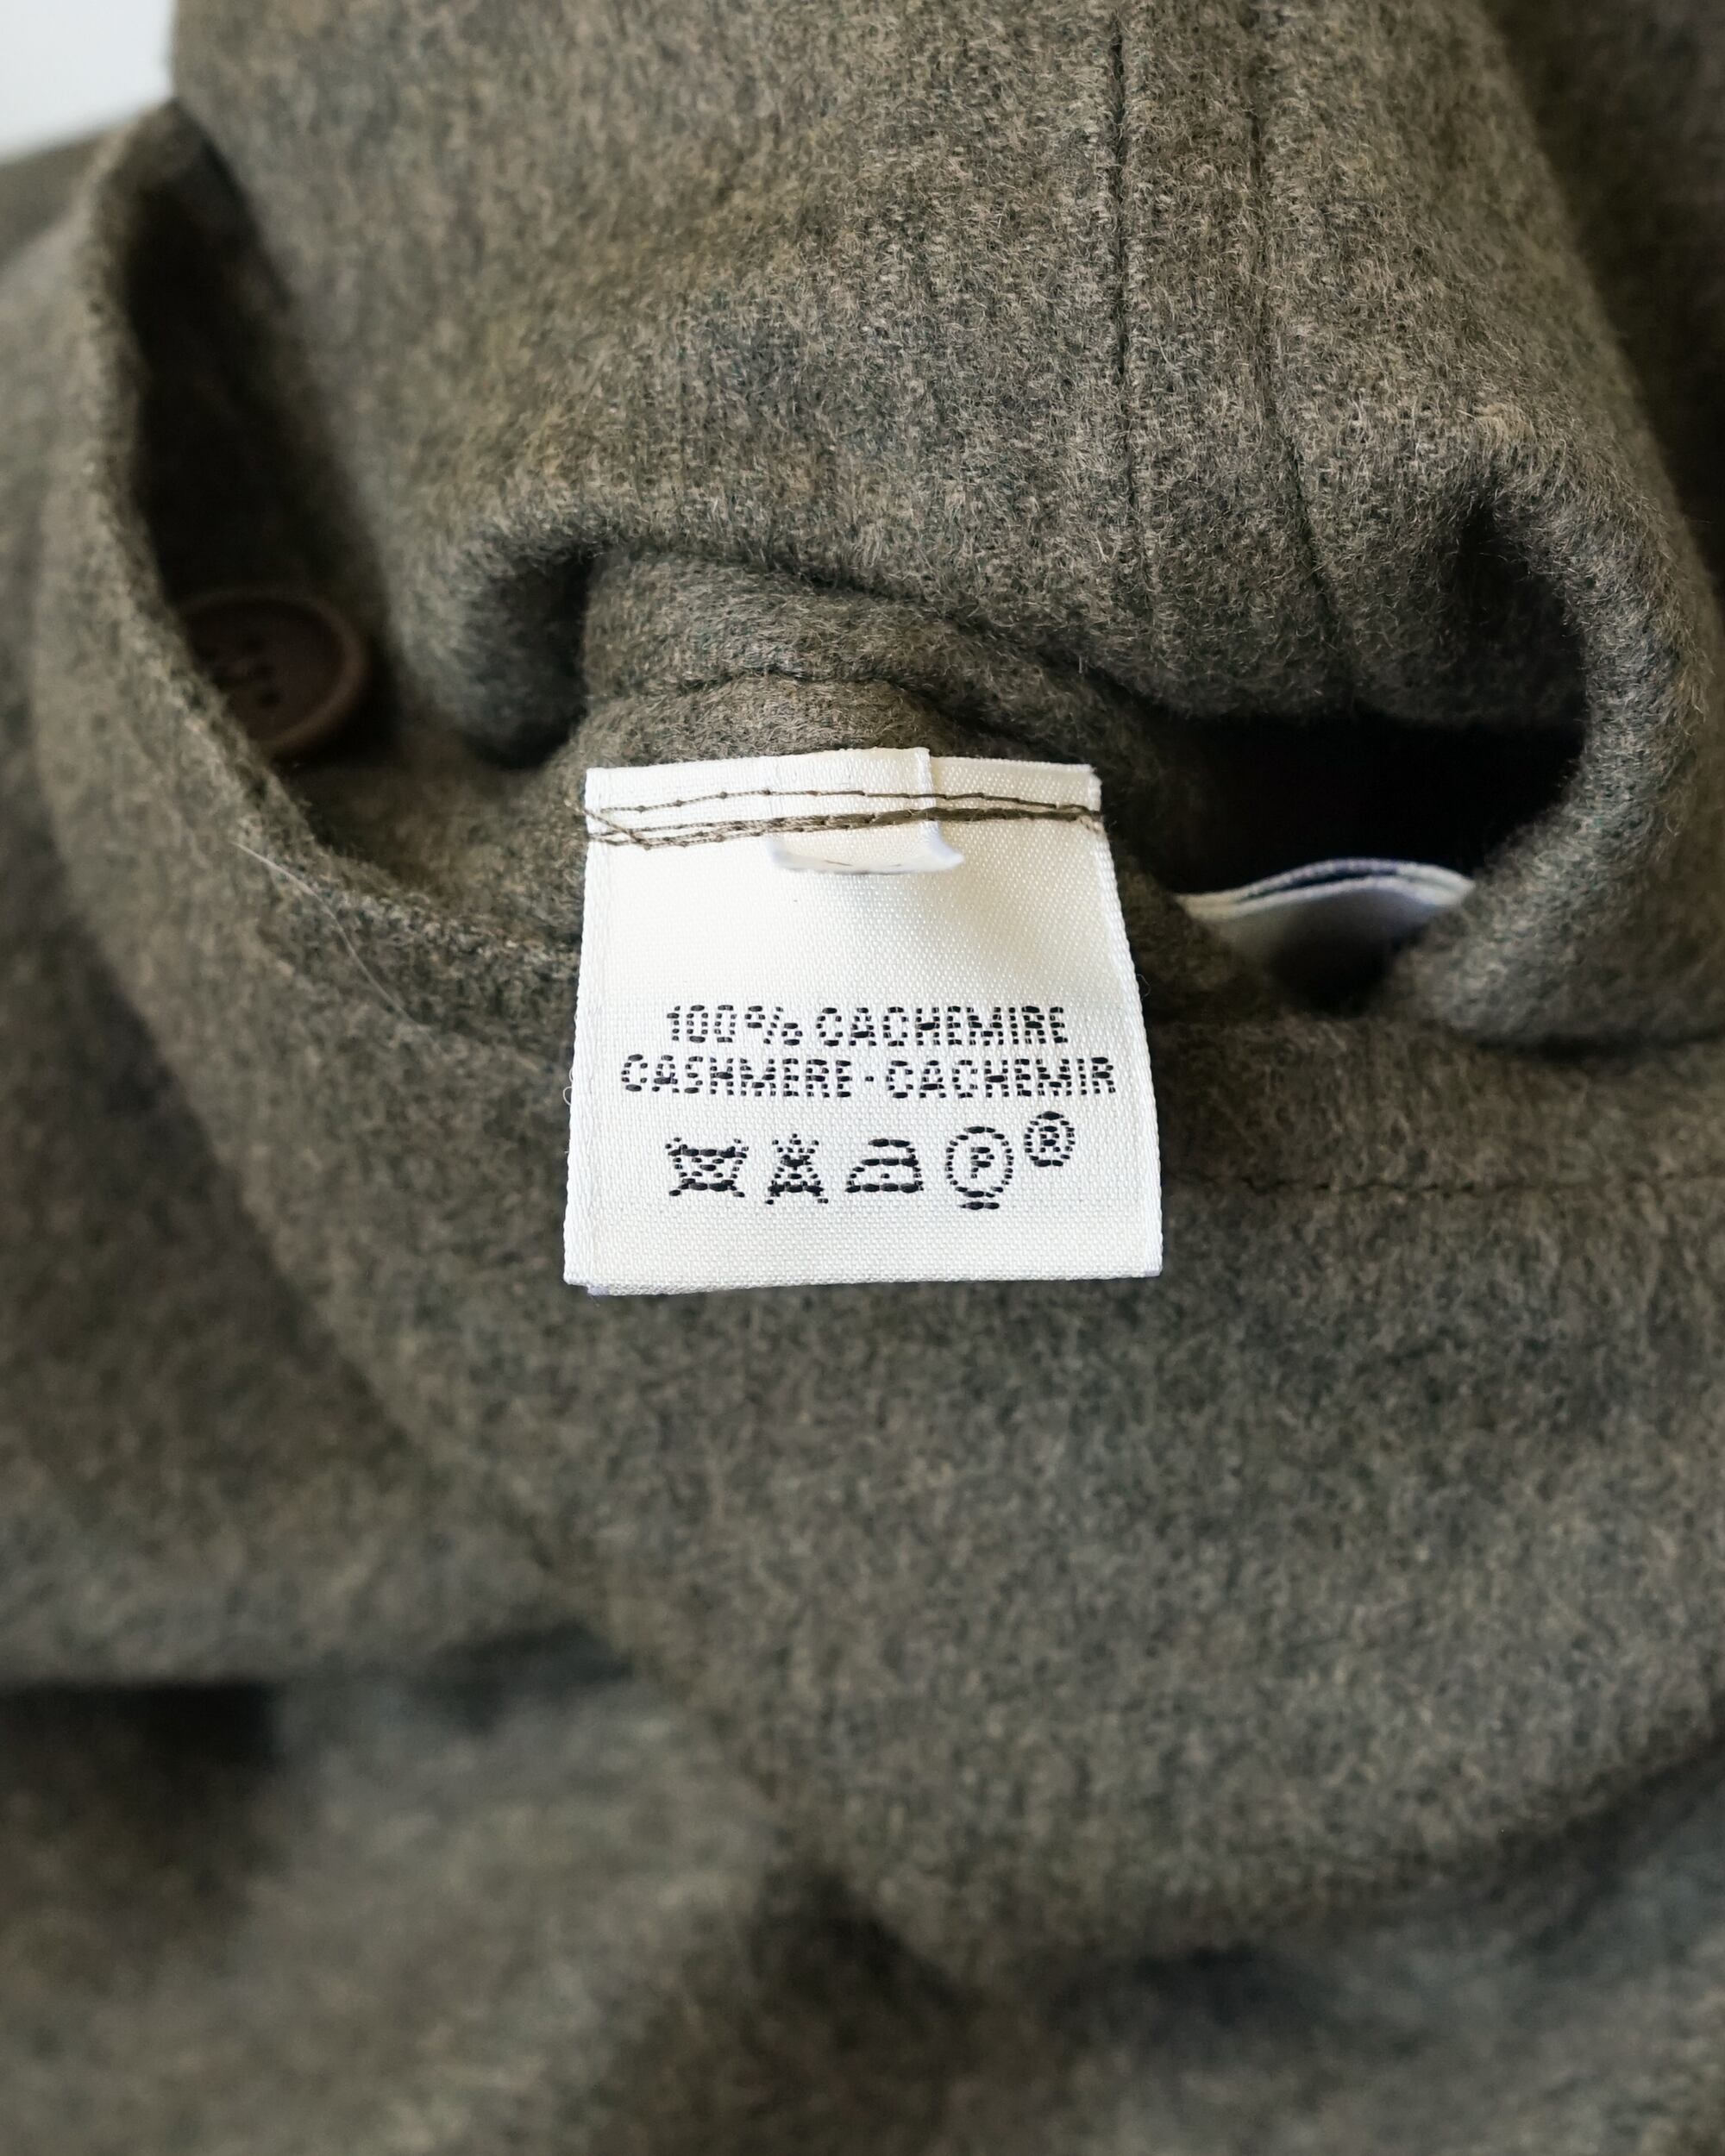 100% CACHEMIRE
CASHMERE-CACHEMIR
P ®